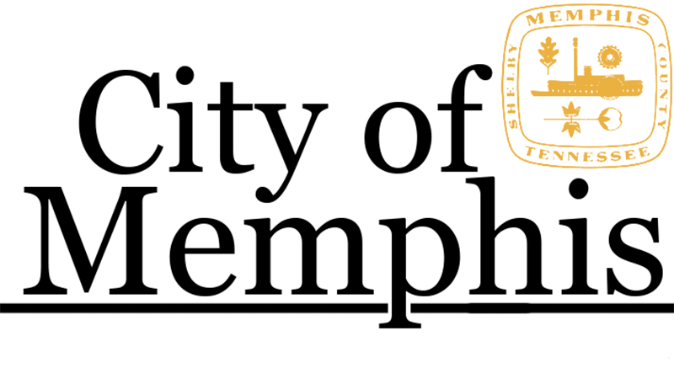 City of
Memphis
MEMPHIS
SHELBY
COUNTY
TENNESSEE